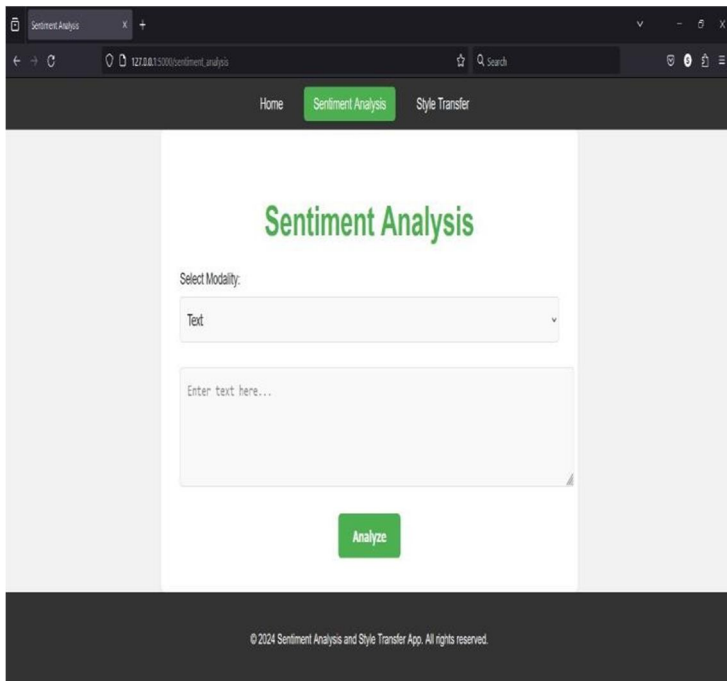 Sentiment Analysis
127.0.0.1:5000/sentiment_analysis
Search
Home Sentiment Analysis Style Transfer
Sentiment Analysis
Select Modality:
Text
Enter text here...
Analyze
© 2024 Sentiment Analysis and Style Transfer App. All rights reserved.